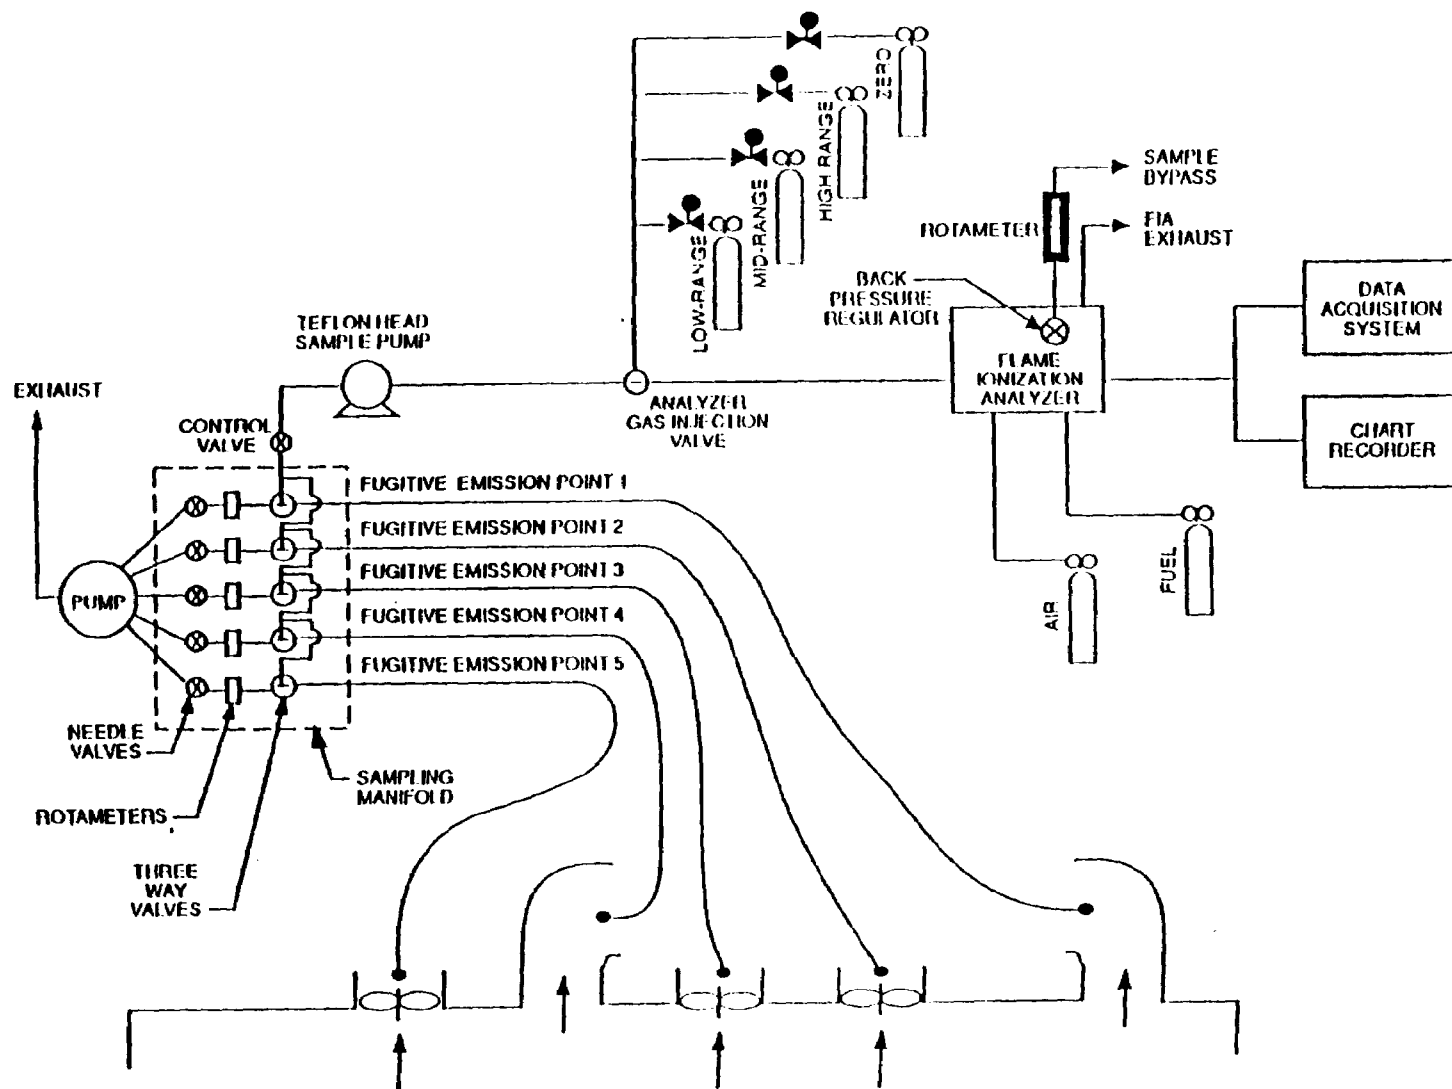 ZERO
HIGH RANGE
MID-RANGE
LOW-RANGE
SAMPLE
BYPASS
ROTAMETER
FIA
EXHAUST
BACK
PRESSURE
REGULATOR
DATA
ACQUISITION
SYSTEM
TEFLON HEAD
SAMPLE PUMP
FLAME
IONIZATION
ANALYZER
EXHAUST
ANALYZER
GAS INJECTION
VALVE
CHART
RECORDER
CONTROL
VALVE
FUGITIVE EMISSION POINT 1
FUGITIVE EMISSION POINT 2
FUGITIVE EMISSION POINT 3
FUGITIVE EMISSION POINT 4
FUGITIVE EMISSION POINT 5
PUMP
FUEL
AIR
NEEDLE
VALVES
SAMPLING
MANIFOLD
ROTAMETERS
THREE
WAY
VALVES